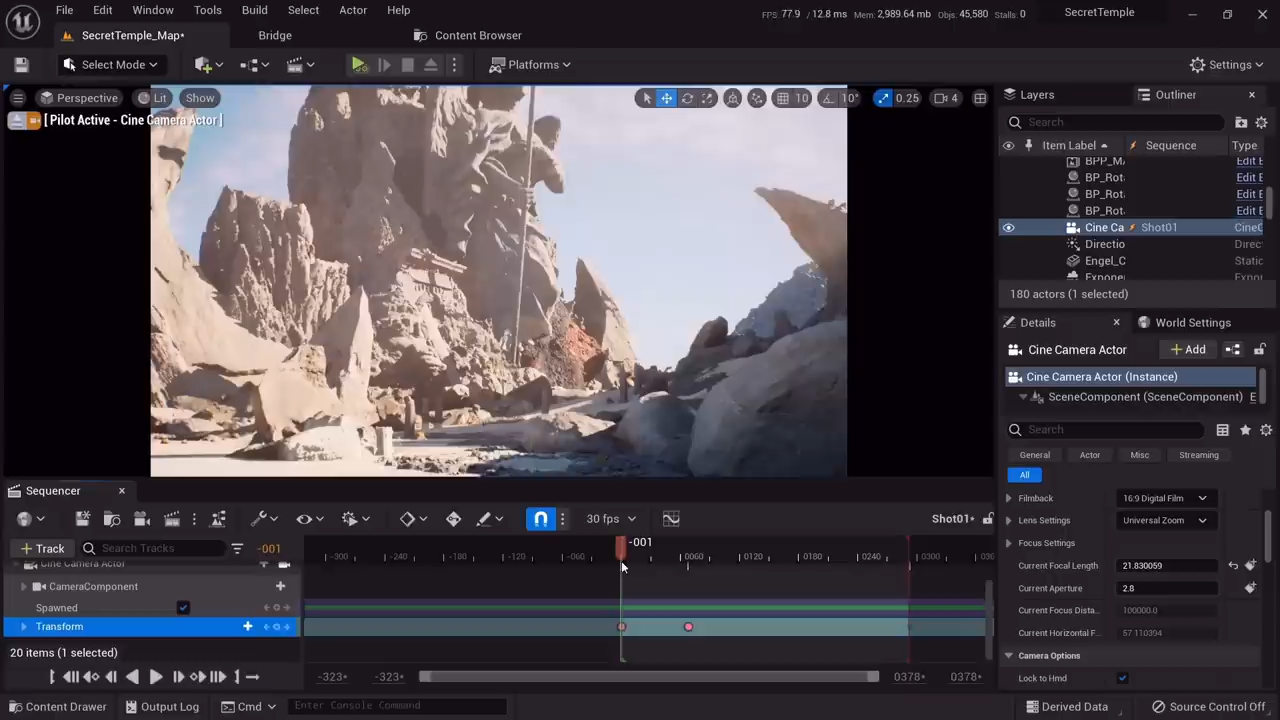 File Edit Window Tools Build Select Actor Help
FPS: 77.9 / 12.8 ms Mem: 2,989.64 mb Objs: 45,580 Stalls: 0 SecretTemple
SecretTemple_Map* Bridge Content Browser
Select Mode Platforms Settings
Perspective Lit Show 10 10° 0.25 4
[ Pilot Active - Cine Camera Actor ]
Layers Outliner
Search
Item Label Sequence Type
BPP_M Edit E
BP_Rot Edit E
BP_Rot Edit E
BP_Rot Edit E
Cine Ca Shot01 CineC
Directio Direc
Engel_C Static
Expone
180 actors (1 selected)
Details World Settings
Cine Camera Actor + Add
Cine Camera Actor (Instance)
SceneComponent (SceneComponent) E
Search
General Actor Misc Streaming
All
Filmback 16:9 Digital Film
Lens Settings Universal Zoom
Focus Settings
Current Focal Length 21.830059
Current Aperture 2.8
Current Focus Dista... 100000.0
Current Horizontal F... 57.110394
Camera Options
Lock to Hmd
Sequencer
30 fps Shot01*
+ Track Search Tracks -001
-001
-300 -240 -180 -120 -060 0060 0120 0180 0240 0300 036
Cine Camera Actor
CameraComponent
Spawned
Transform
20 items (1 selected)
-323+ -323+ 0378+ 0378+
Content Drawer Output Log Cmd Enter Console Command Derived Data Source Control Off